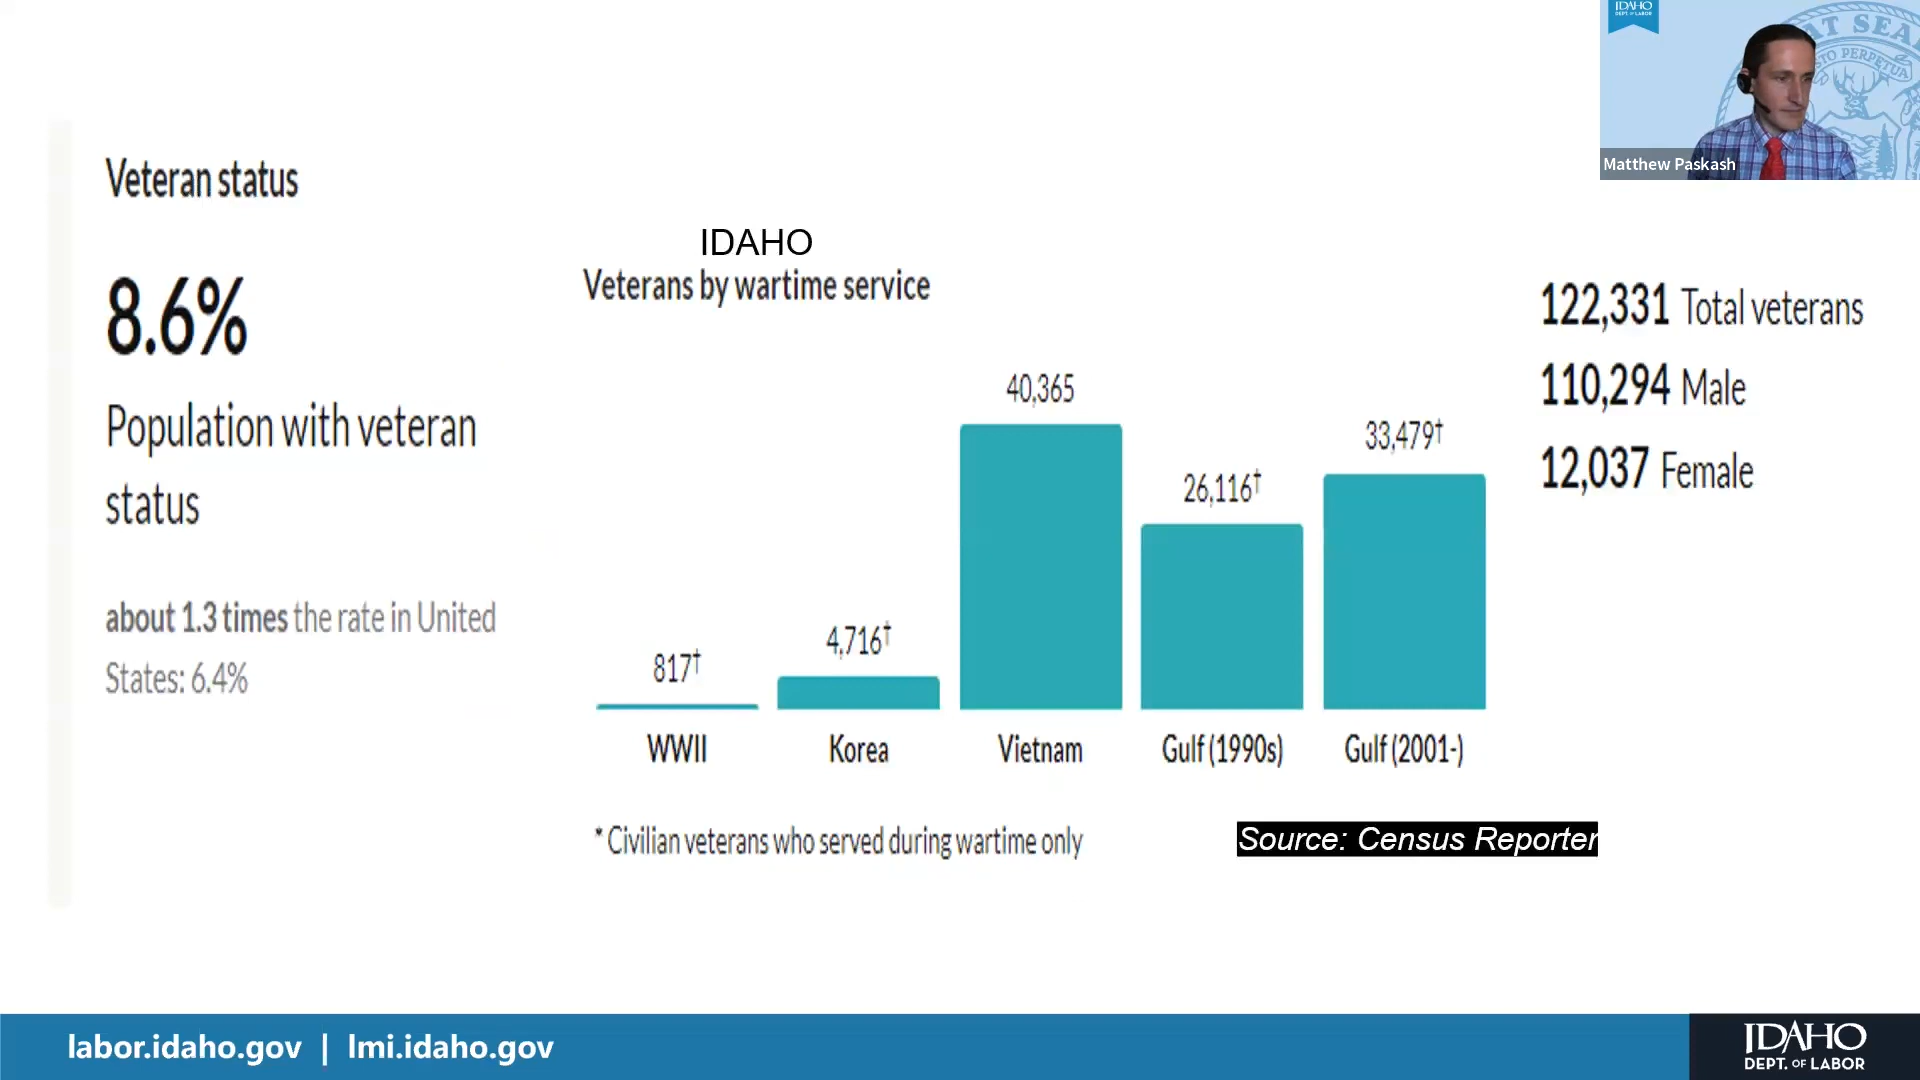 IDAHO
DEPT. OF LABOR
AT SEA
TO PERPETUA
Matthew Paskash
Veteran status
8.6%
Population with veteran
status
about 1.3 times the rate in United
States: 6.4%
IDAHO
Veterans by wartime service
817†
4,716†
40,365
26,116†
33,479†
WWII
Korea
Vietnam
Gulf (1990s)
Gulf (2001-)
* Civilian veterans who served during wartime only
Source: Census Reporter
122,331 Total veterans
110,294 Male
12,037 Female
labor.idaho.gov | lmi.idaho.gov
IDAHO
DEPT. OF LABOR